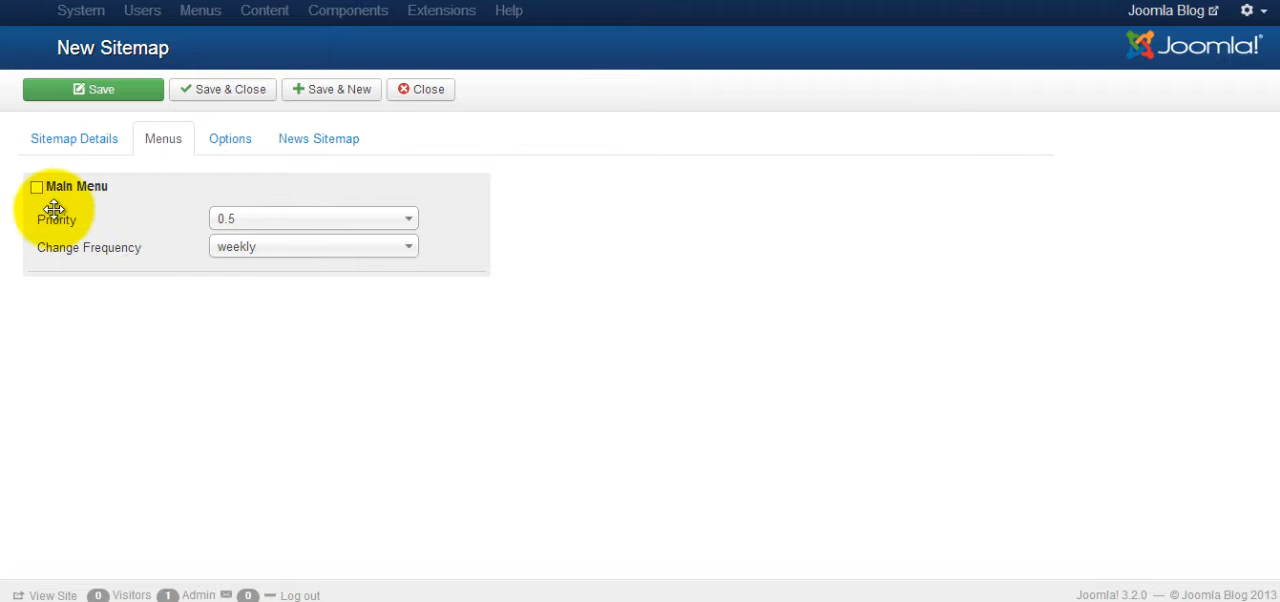 System Users Menus Content Components Extensions Help Joomla Blog
New Sitemap Joomla!
Save Save & Close Save & New Close
Sitemap Details Menus Options News Sitemap
Main Menu
Priority 0.5
Change Frequency weekly
View Site 0 Visitors 1 Admin 0 Log out Joomla! 3.2.0 — © Joomla Blog 2013